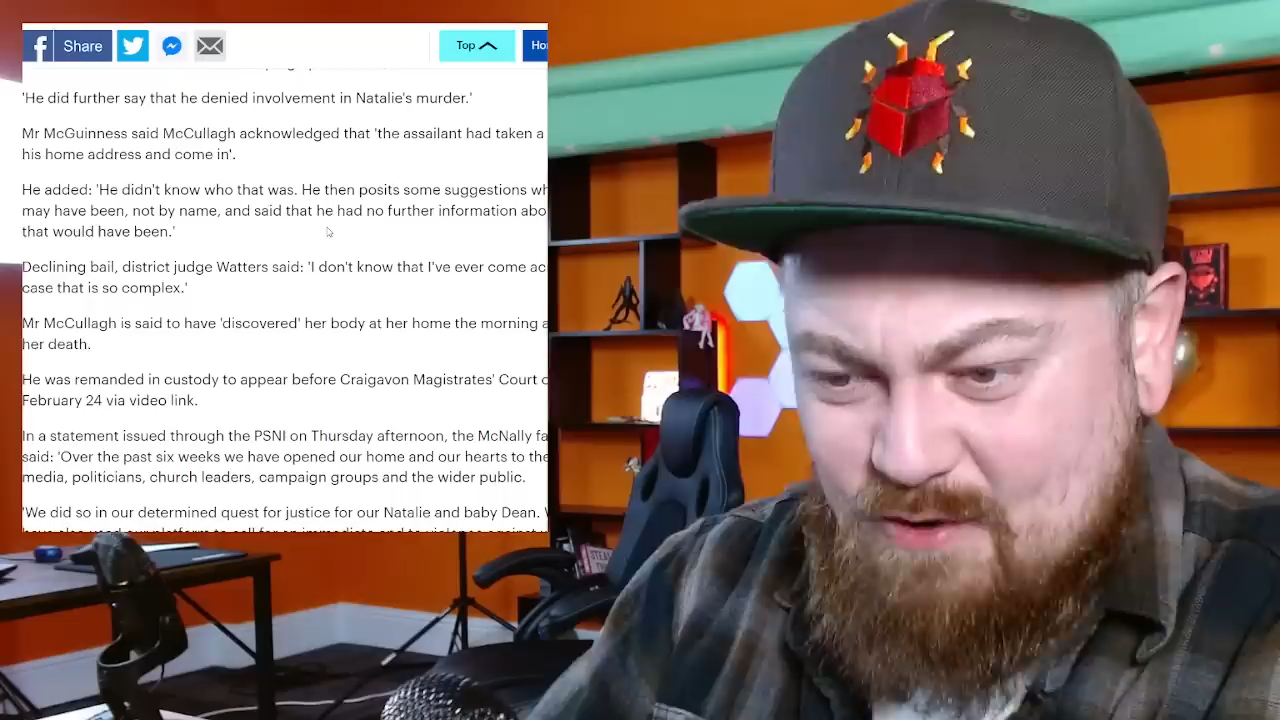 Share
Top
Ho
'He did further say that he denied involvement in Natalie's murder.'
Mr McGuinness said McCullagh acknowledged that 'the assailant had taken a
his home address and come in'.
He added: 'He didn't know who that was. He then posits some suggestions wh
may have been, not by name, and said that he had no further information abo
that would have been.'
Declining bail, district judge Watters said: 'I don't know that I've ever come ac
case that is so complex.'
Mr McCullagh is said to have 'discovered' her body at her home the morning a
her death.
He was remanded in custody to appear before Craigavon Magistrates' Court o
February 24 via video link.
In a statement issued through the PSNI on Thursday afternoon, the McNally fa
said: 'Over the past six weeks we have opened our home and our hearts to the
media, politicians, church leaders, campaign groups and the wider public.
'We did so in our determined quest for justice for our Natalie and baby Dean. W
STEAL